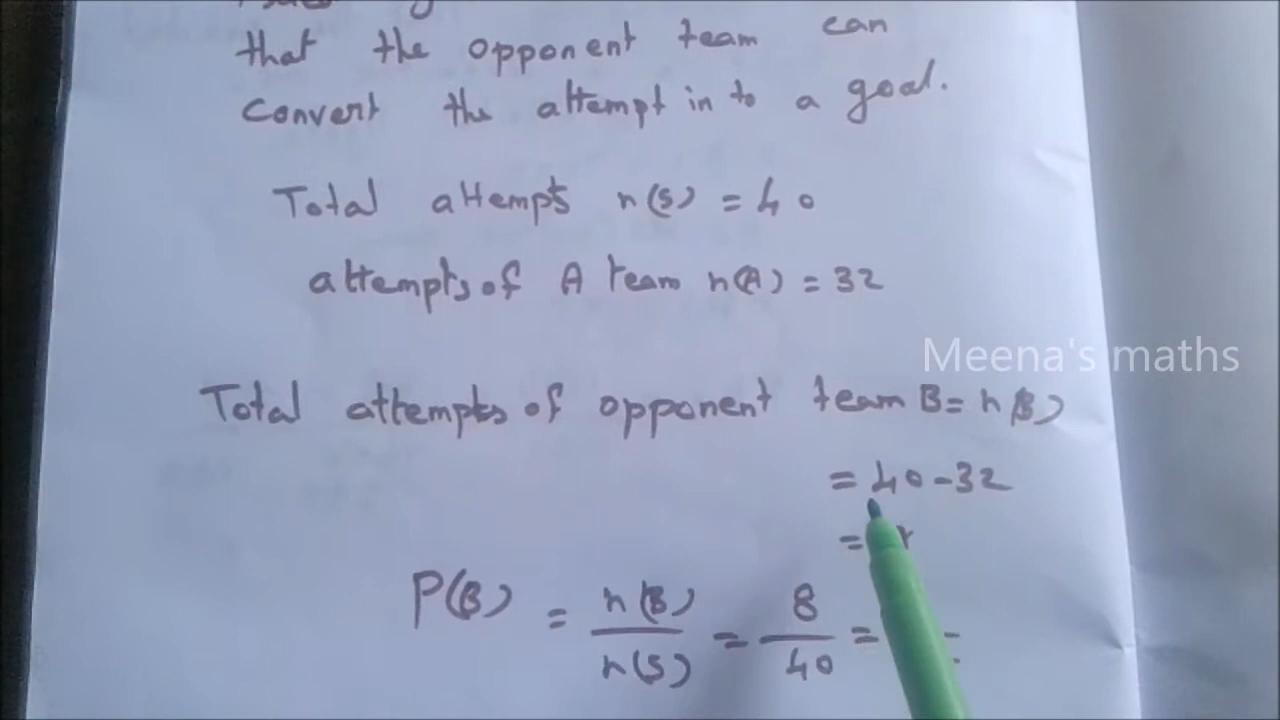 that the opponent team can
convert the attempt in to a goal.
Total attempts n(S) = 40
attempts of A team n(A) = 32
Meena's maths
Total attempts of opponent team B = n(B)
= 40 - 32
=
P(B) = n(B)/n(S) = 8/40 =